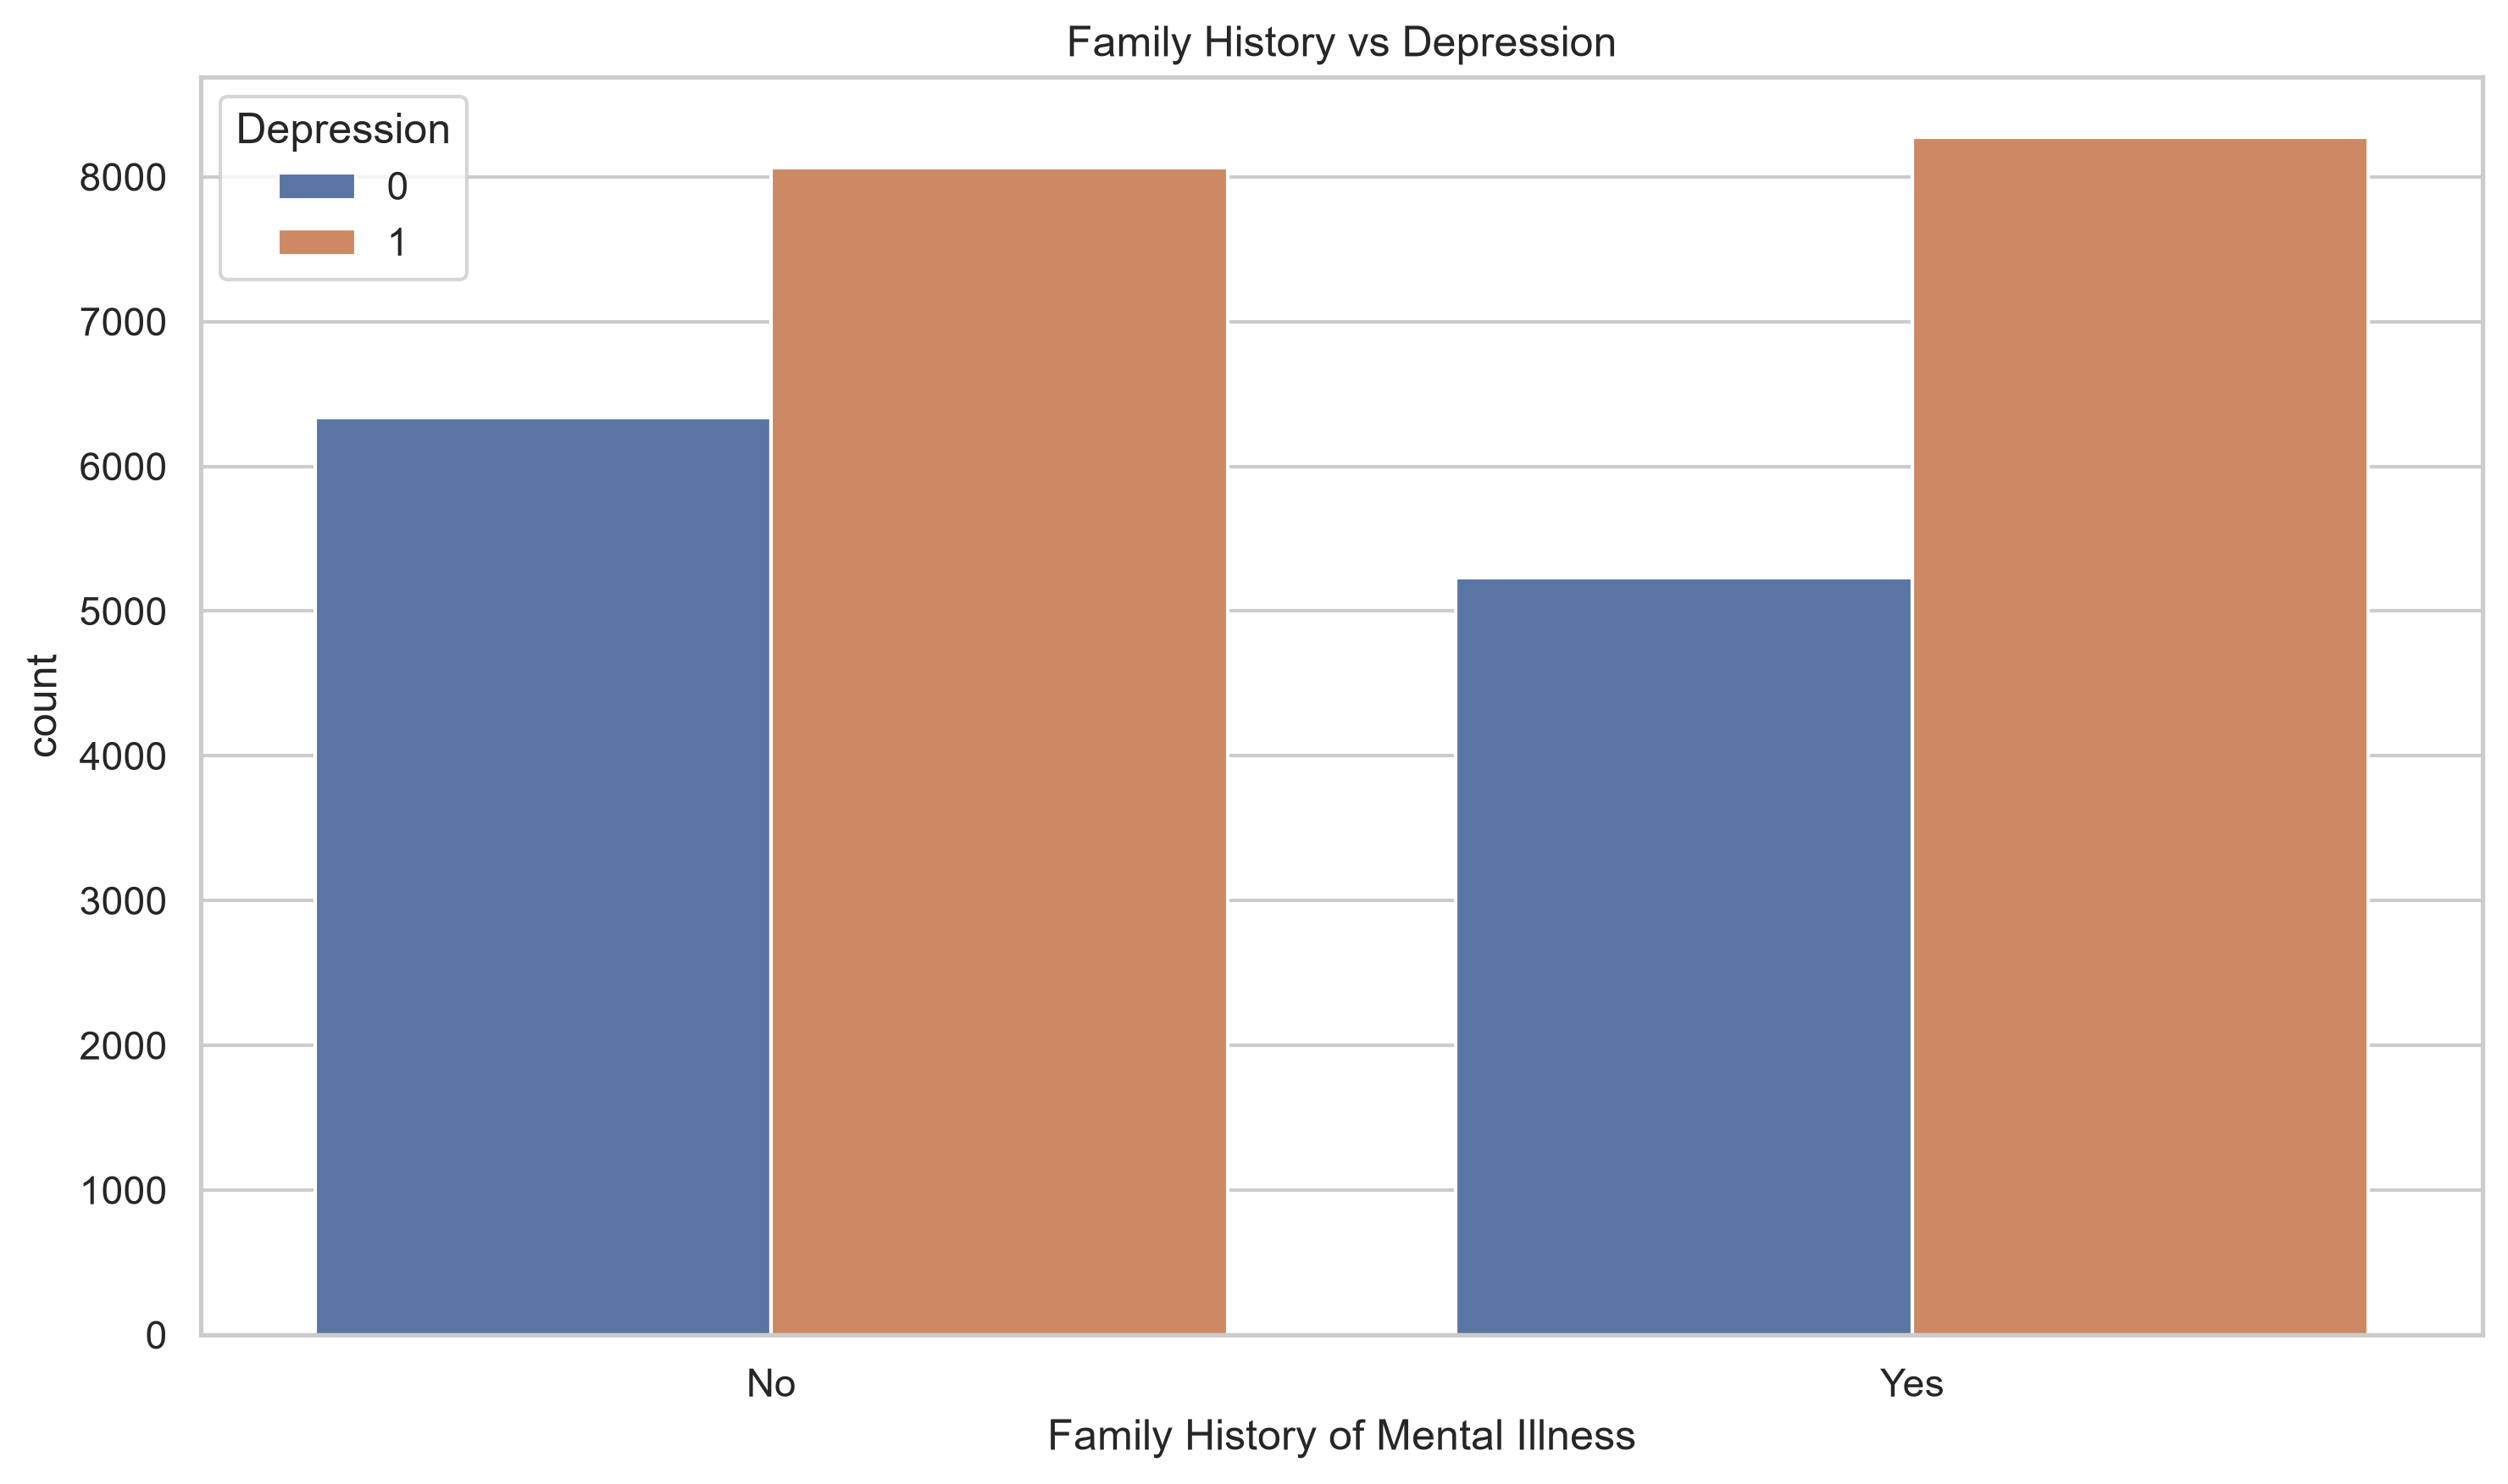 Family History vs Depression
Depression
0
1
8000
7000
6000
5000
4000
3000
2000
1000
0
count
No
Yes
Family History of Mental Illness